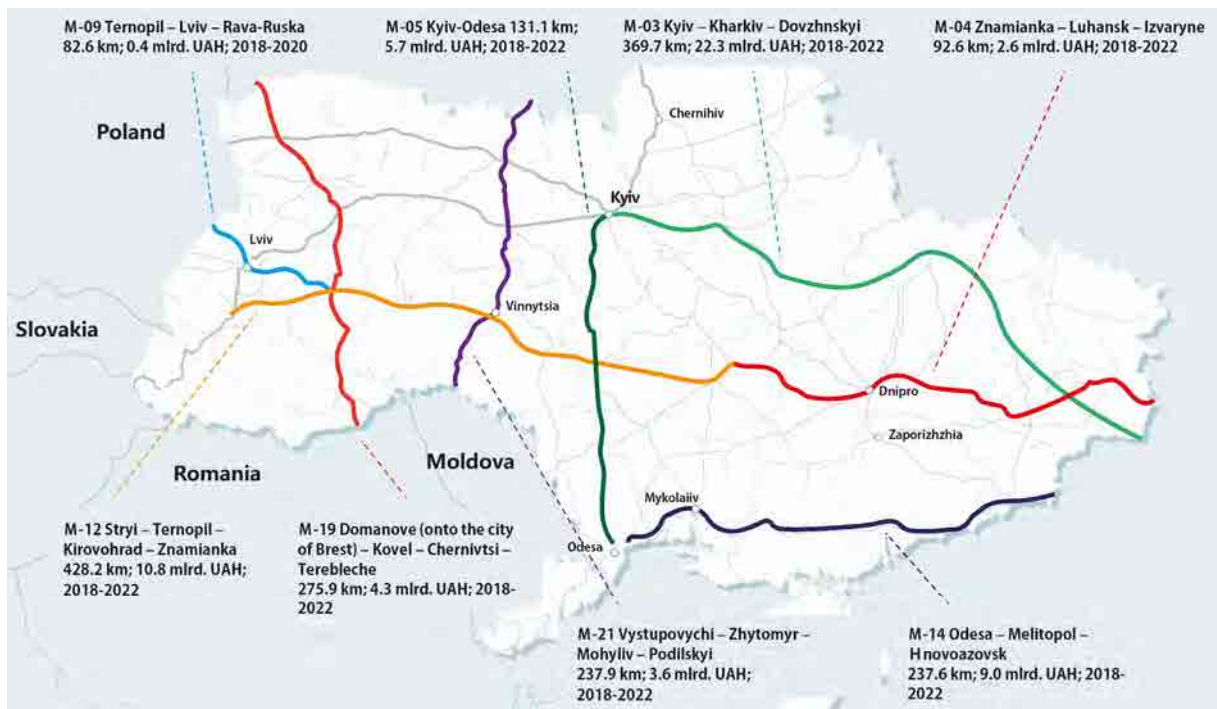 M-09 Ternopil – Lviv – Rava-Ruska
82.6 km; 0.4 mlrd. UAH; 2018-2020
M-05 Kyiv-Odesa 131.1 km;
5.7 mlrd. UAH; 2018-2022
M-03 Kyiv – Kharkiv – Dovzhnskyi
369.7 km; 22.3 mlrd. UAH; 2018-2022
M-04 Znamianka – Luhansk – Izvaryne
92.6 km; 2.6 mlrd. UAH; 2018-2022
Poland
Chernihiv
Kyiv
Lviv
Slovakia
Vinnytsia
Dnipro
Zaporizhzhia
Moldova
Romania
Mykolaiiv
Odesa
M-12 Stryi – Ternopil –
Kirovohrad – Znamianka
428.2 km; 10.8 mlrd. UAH;
2018-2022
M-19 Domanove (onto the city
of Brest) – Kovel – Chernivtsi –
Terebleche
275.9 km; 4.3 mlrd. UAH; 2018-
2022
M-21 Vystupovychi – Zhytomyr –
Mohyliv – Podilskyi
237.9 km; 3.6 mlrd. UAH;
2018-2022
M-14 Odesa – Melitopol –
Hnovoazovsk
237.6 km; 9.0 mlrd. UAH; 2018-
2022